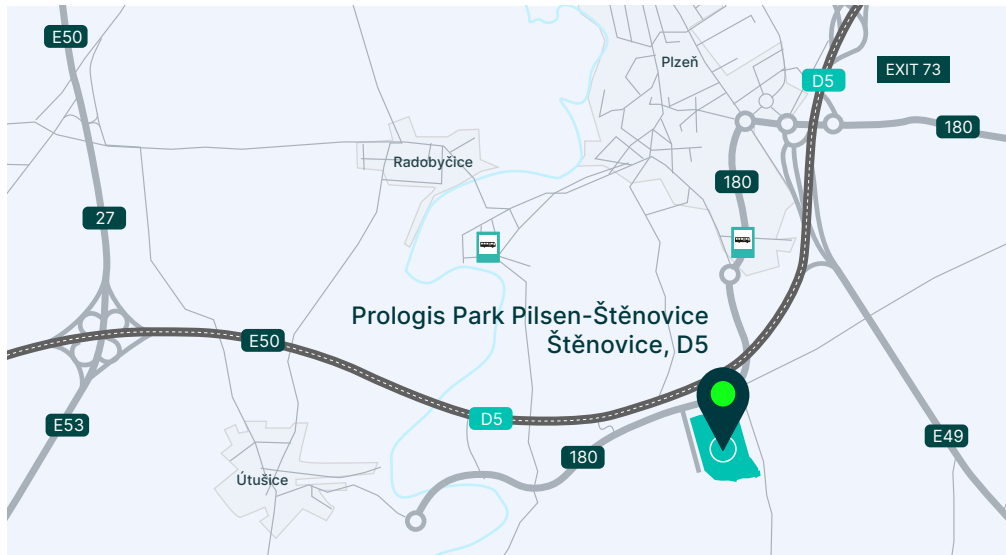 E50
Plzeň
EXIT 73
D5
180
Radobyčice
180
27
Prologis Park Pilsen-Štěnovice
Štěnovice, D5
E50
D5
E53
E49
180
Útušice